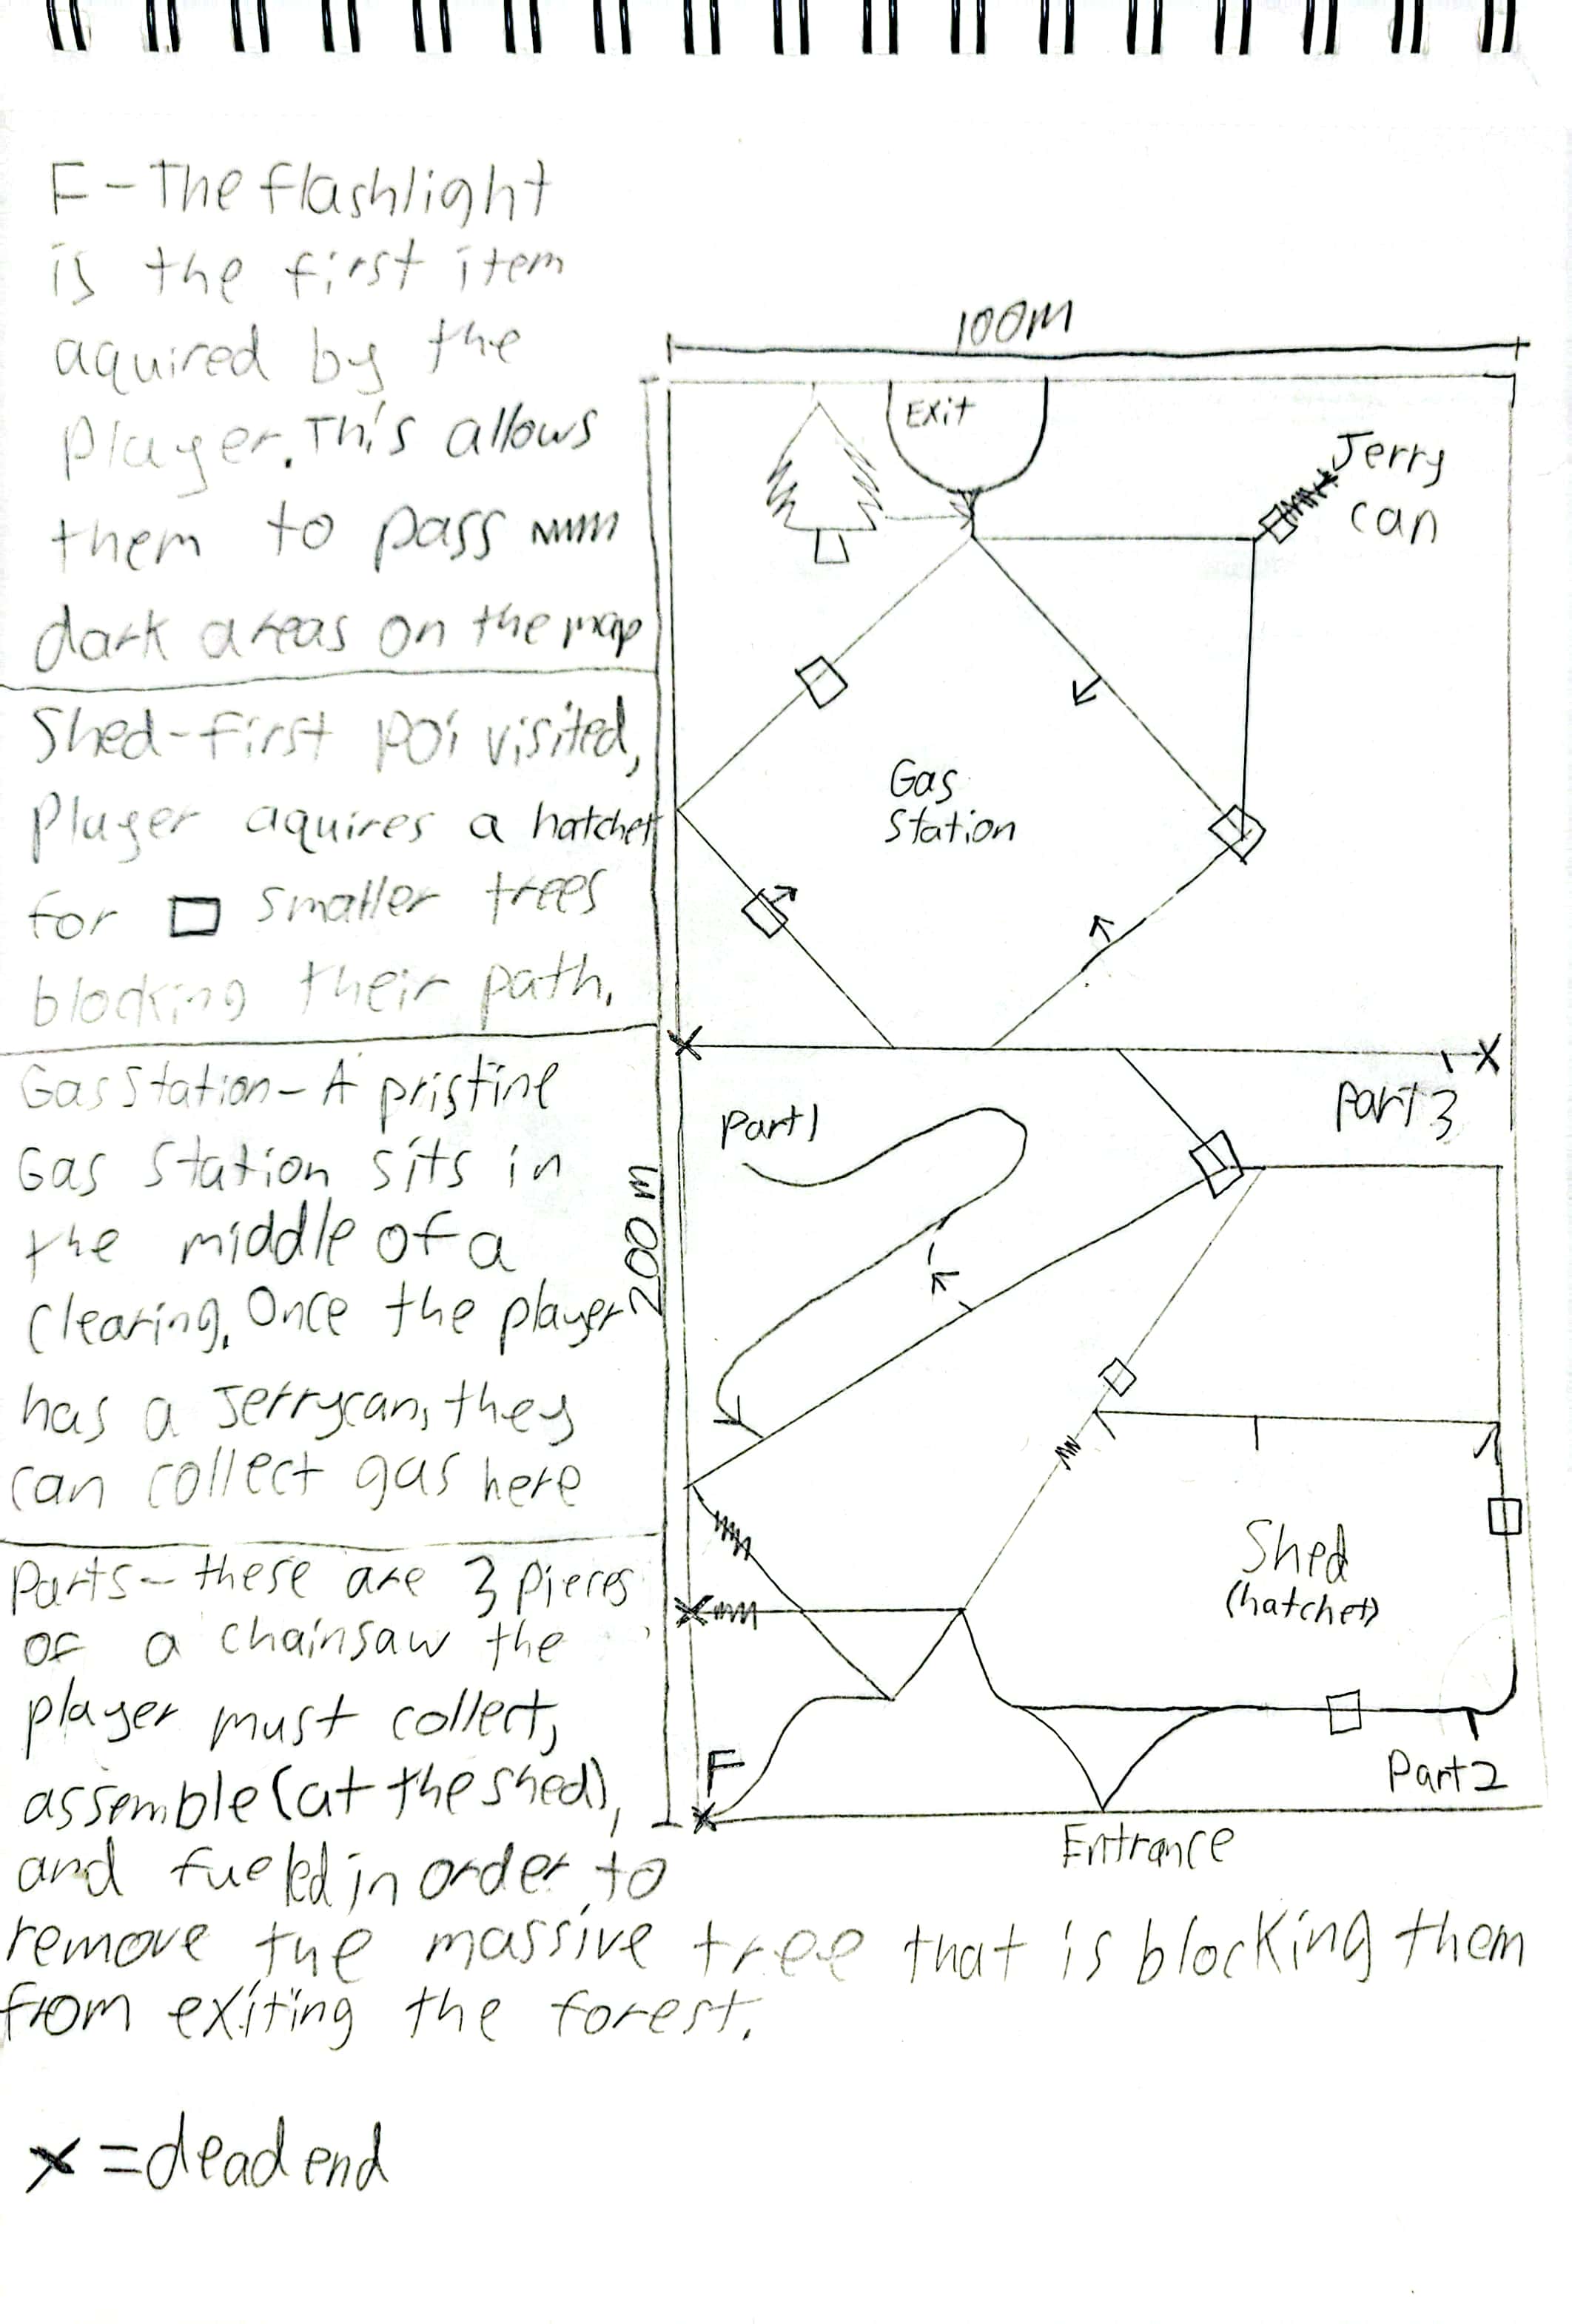 F - The flashlight
is the first item
aquired by the
player. This allows
them to pass
dark areas on the map
Shed - first POi visited,
Player aquires a hatchet
for □ smaller trees
blocking their path.
Gas Station - A pristine
Gas Station sits in
the middle of a
clearing. Once the player
has a Jerrycan, they
can collect gas here
Parts - these are 3 pieces
of a chainsaw the
player must collect,
assemble (at the shed),
and fueled in order to
remove the massive tree that is blocking them
from exiting the forest.
x = dead end
100M
Exit
Jerry
can
Gas
Station
Part 1
Part 3
200 m
Shed
(hatchet)
F
Part 2
Entrance